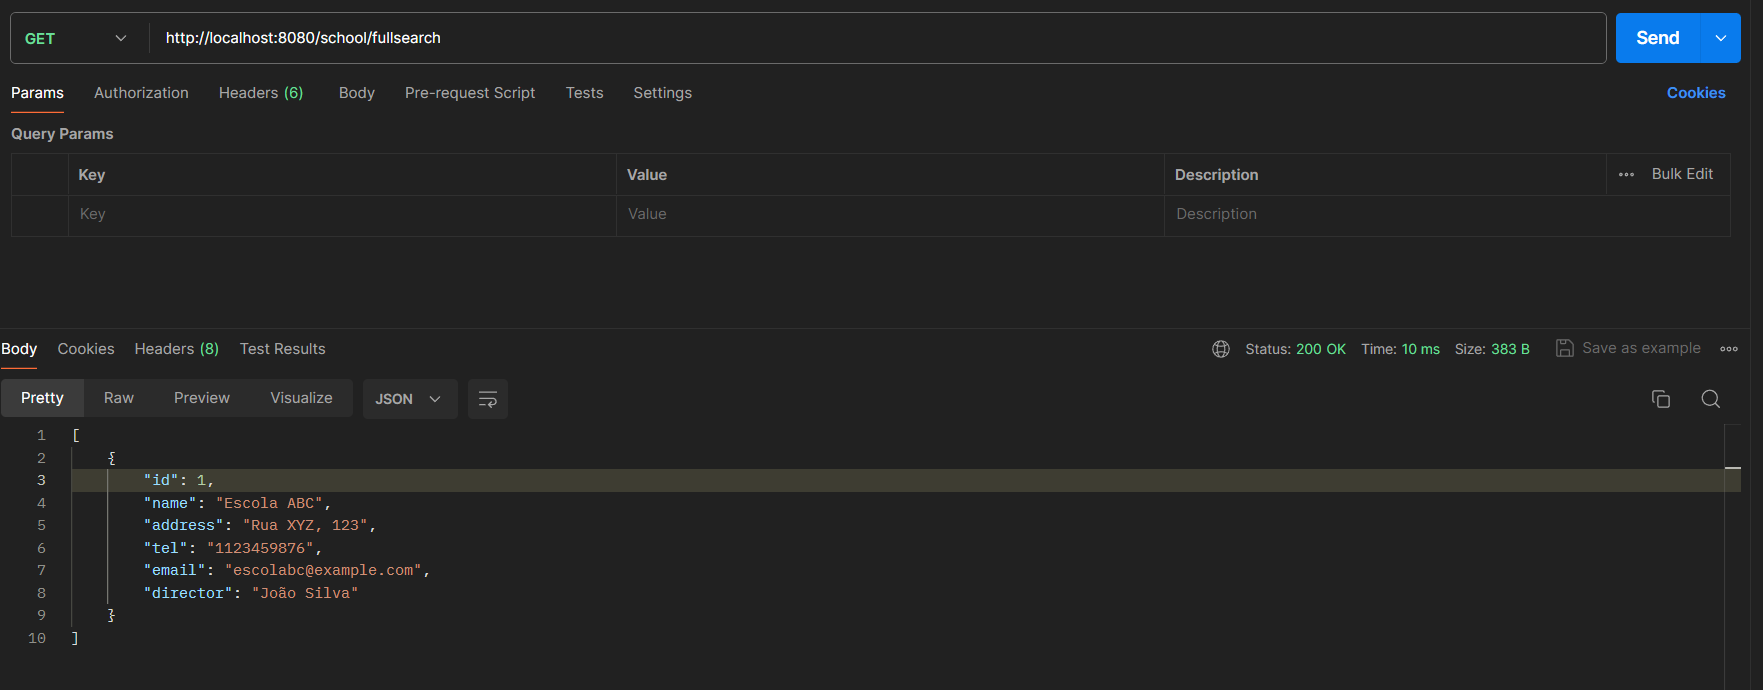 GET http://localhost:8080/school/fullsearch Send
Params Authorization Headers (6) Body Pre-request Script Tests Settings Cookies
Query Params
Key Value Description Bulk Edit
Key Value Description
Body Cookies Headers (8) Test Results Status: 200 OK Time: 10 ms Size: 383 B Save as example
Pretty Raw Preview Visualize JSON
1 [
2 {
3 "id": 1,
4 "name": "Escola ABC",
5 "address": "Rua XYZ, 123",
6 "tel": "1123459876",
7 "email": "escolabc@example.com",
8 "director": "João Silva"
9 }
10 ]